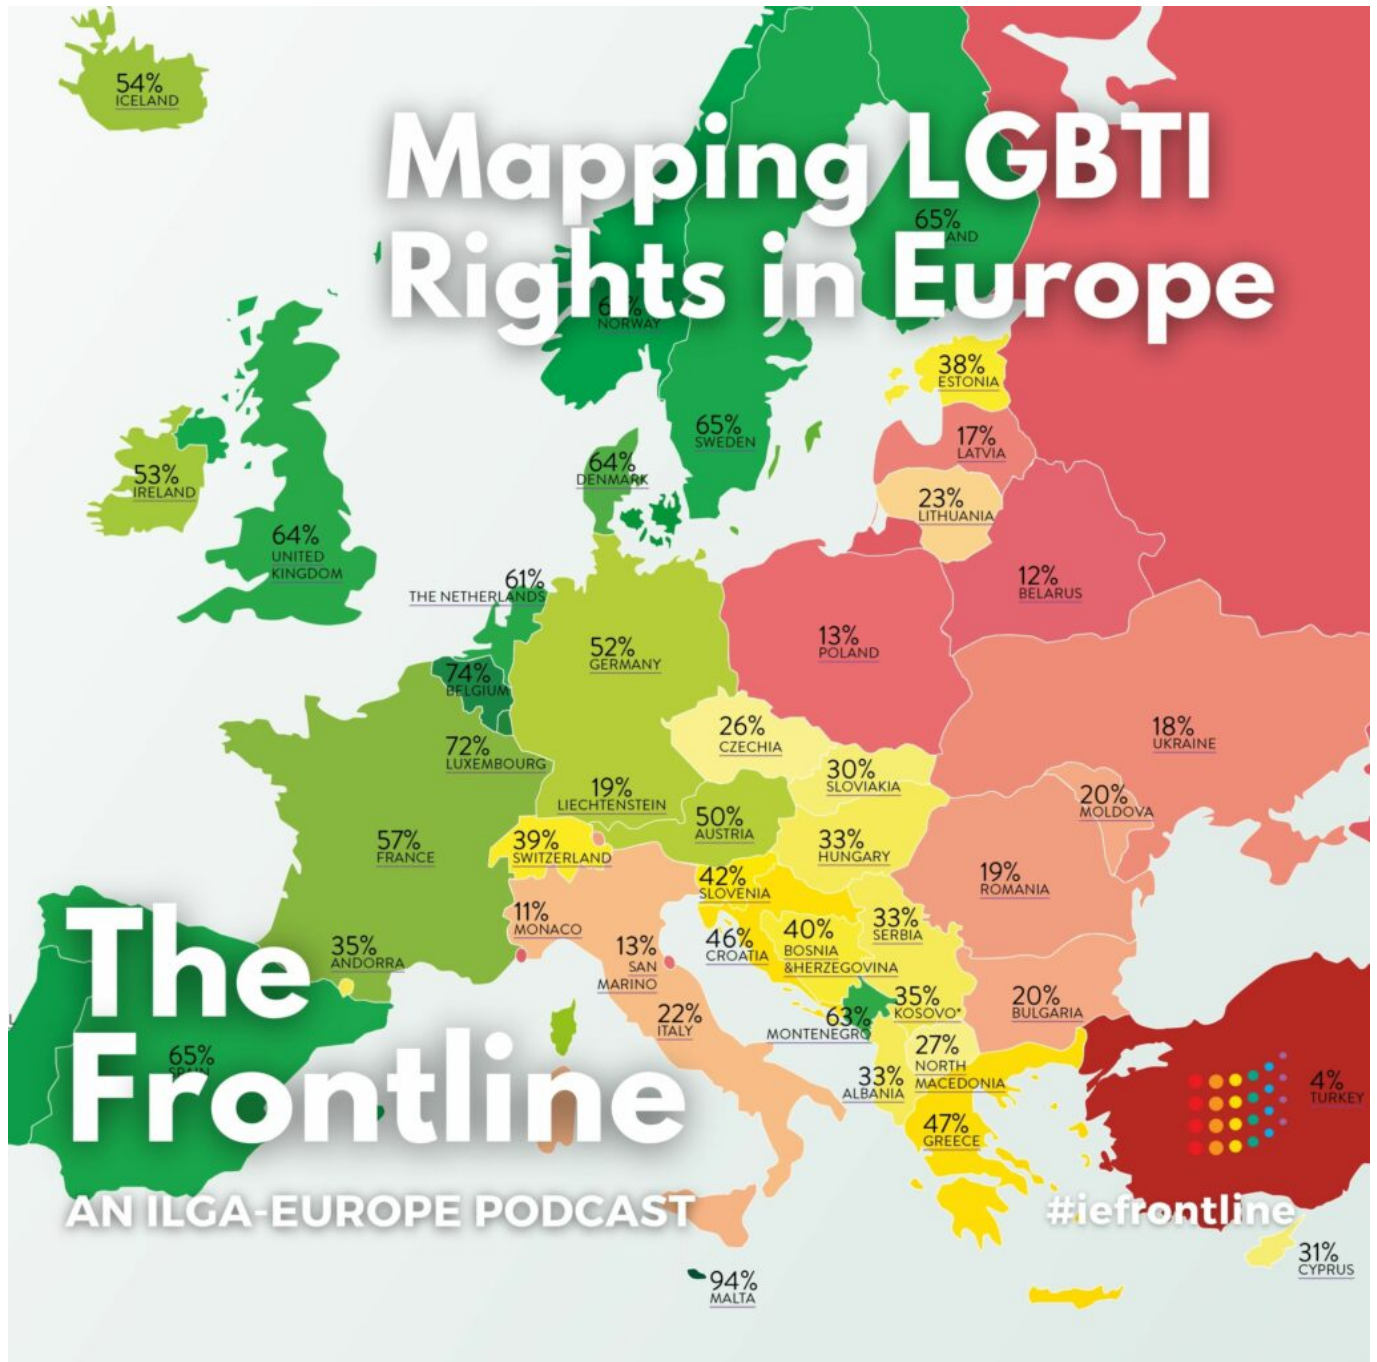 54%
ICELAND
Mapping LGBTI
Rights in Europe
65%
NORWAY
38%
ESTONIA
65%
SWEDEN
17%
LATVIA
64%
DENMARK
53%
IRELAND
23%
LITHUANIA
64%
UNITED
KINGDOM
61%
THE NETHERLANDS
12%
BELARUS
13%
POLAND
52%
GERMANY
74%
BELGIUM
26%
CZECHIA
18%
UKRAINE
72%
LUXEMBOURG
30%
SLOVIAKIA
19%
LIECHTENSTEIN
20%
MOLDOVA
50%
AUSTRIA
57%
FRANCE
39%
SWITZERLAND
33%
HUNGARY
19%
ROMANIA
42%
SLOVENIA
11%
MONACO
33%
SERBIA
40%
BOSNIA
&HERZEGOVINA
46%
CROATIA
35%
ANDORRA
13%
SAN
MARINO
22%
ITALY
35%
KOSOVO*
20%
BULGARIA
63%
MONTENEGRO
27%
NORTH
MACEDONIA
33%
ALBANIA
65%
SPAIN
4%
TURKEY
47%
GREECE
The
Frontline
AN ILGA-EUROPE PODCAST
#iefrontline
31%
CYPRUS
94%
MALTA